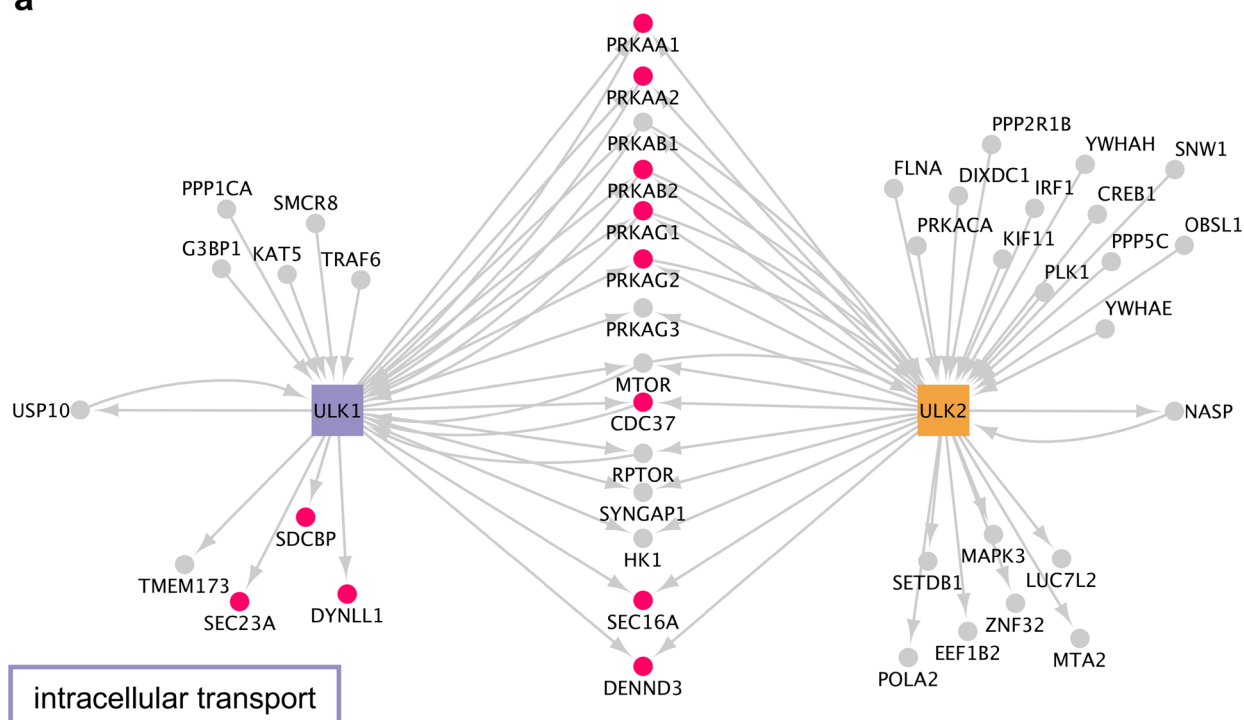 a
PRKAA1
PRKAA2
PRKAB1
PRKAB2
PRKAG1
PRKAG2
PRKAG3
MTOR
CDC37
RPTOR
SYNGAP1
HK1
SEC16A
DENND3
PPP1CA
SMCR8
G3BP1
KAT5
TRAF6
USP10
ULK1
SDCBP
TMEM173
SEC23A
DYNLL1
PPP2R1B
YWHAH
SNW1
FLNA
DIXDC1
IRF1
CREB1
PRKACA
KIF11
PPP5C
OBSL1
PLK1
YWHAE
ULK2
NASP
MAPK3
SETDB1
LUC7L2
ZNF32
EEF1B2
MTA2
POLA2
intracellular transport